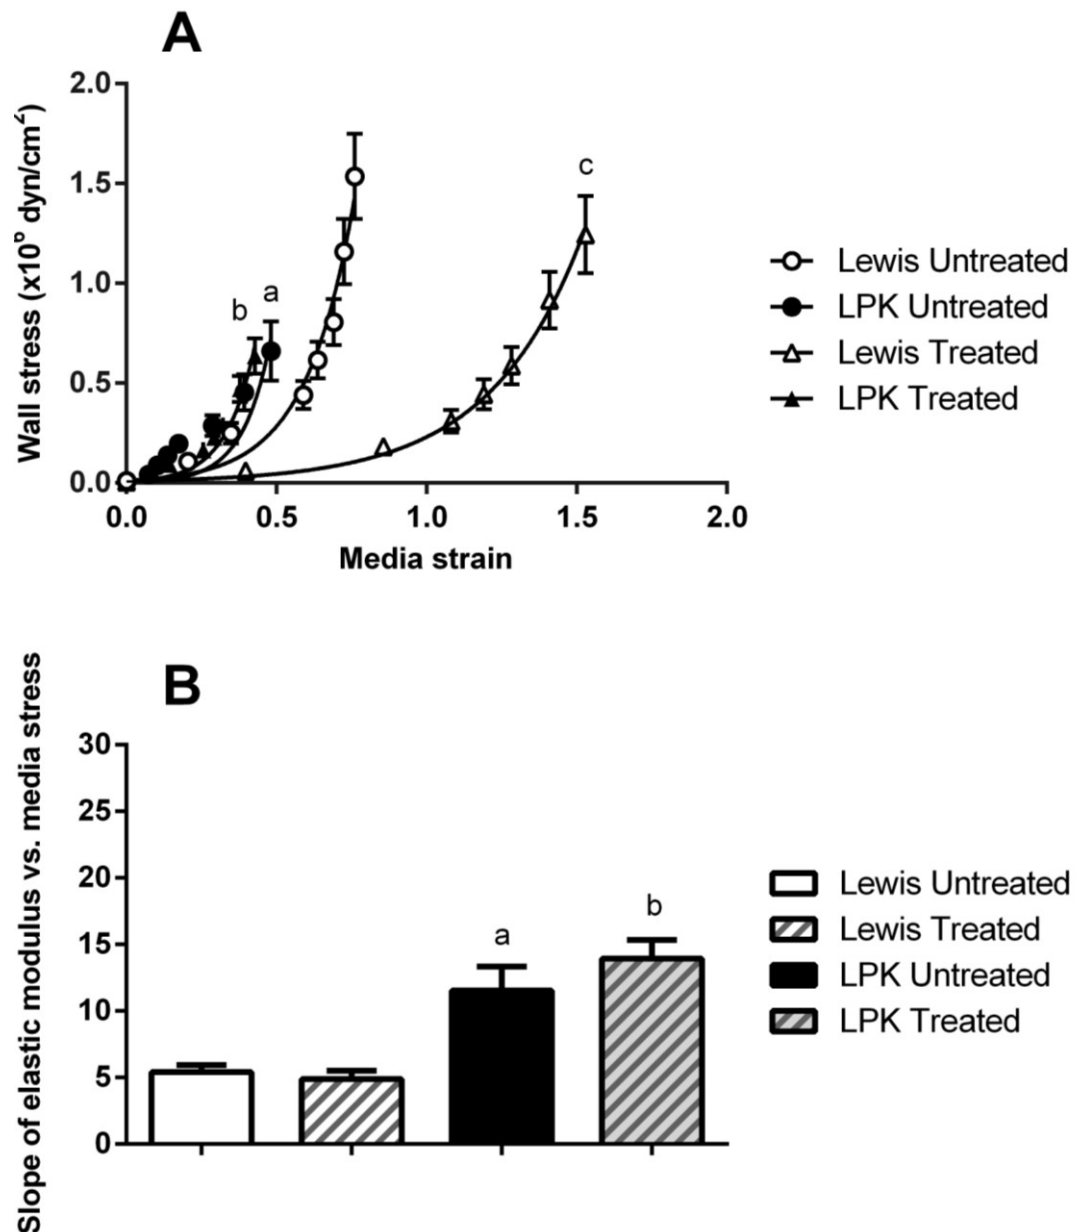 A
Wall stress (x10⁶ dyn/cm²)
2.0
1.5
1.0
0.5
0.0
b a
c
0.0 0.5 1.0 1.5 2.0
Media strain
Lewis Untreated
LPK Untreated
Lewis Treated
LPK Treated
B
Slope of elastic modulus vs. media stress
30
25
20
15
10
5
0
a
b
Lewis Untreated
Lewis Treated
LPK Untreated
LPK Treated